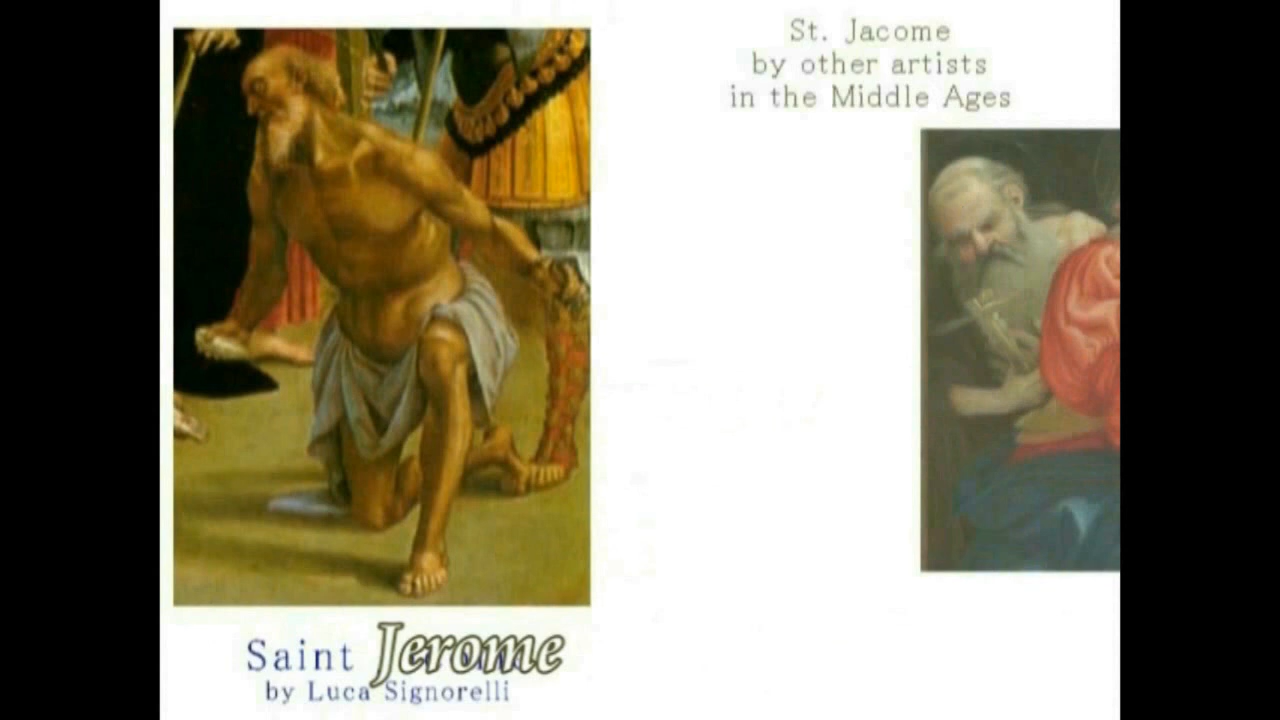 St. Jacome
by other artists
in the Middle Ages
Saint Jerome
by Luca Signorelli